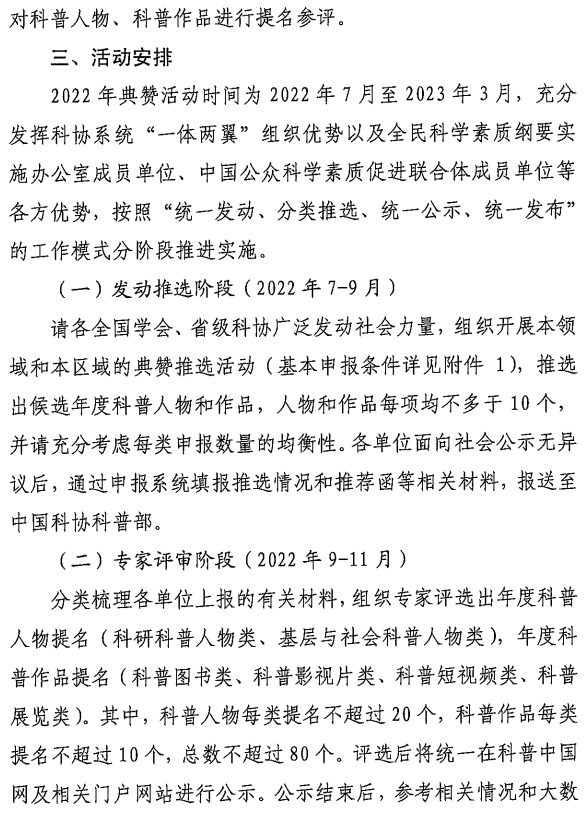 对科普人物、科普作品进行提名参评。
三、活动安排
2022 年典赞活动时间为 2022 年 7 月至 2023 年 3 月，充分
发挥科协系统“一体两翼”组织优势以及全民科学素质纲要实
施办公室成员单位、中国公众科学素质促进联合体成员单位等
各方优势，按照“统一发动、分类推选、统一公示、统一发布”
的工作模式分阶段推进实施。
（一）发动推选阶段（2022 年 7-9 月）
请各全国学会、省级科协广泛发动社会力量，组织开展本领
域和本区域的典赞推选活动（基本申报条件详见附件 1），推选
出候选年度科普人物和作品，人物和作品每项均不多于 10 个，
并请充分考虑每类申报数量的均衡性。各单位面向社会公示无异
议后，通过申报系统填报推选情况和推荐函等相关材料，报送至
中国科协科普部。
（二）专家评审阶段（2022 年 9-11 月）
分类梳理各单位上报的有关材料，组织专家评选出年度科普
人物提名（科研科普人物类、基层与社会科普人物类），年度科
普作品提名（科普图书类、科普影视片类、科普短视频类、科普
展览类）。其中，科普人物每类提名不超过 20 个，科普作品每类
提名不超过 10 个，总数不超过 80 个。评选后将统一在科普中国
网及相关门户网站进行公示。公示结束后，参考相关情况和大数